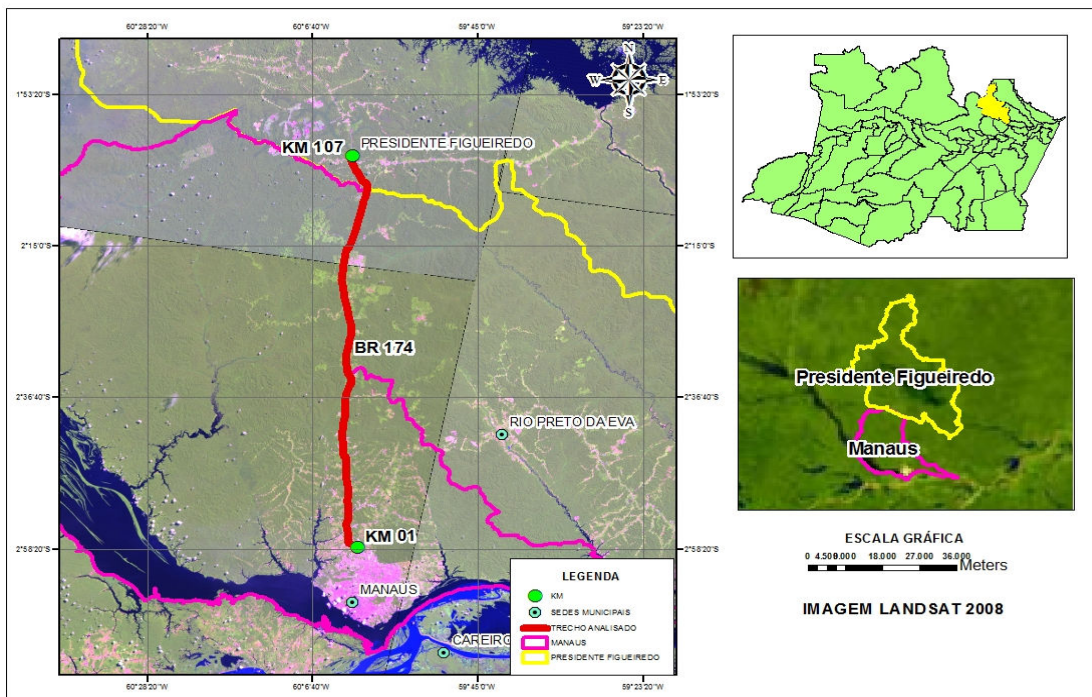 60°28'20"W 60°6'40"W 59°45'0"W 59°23'20"W
N
W E
S
1°53'20"S 1°53'20"S
KM 107 PRESIDENTE FIGUEIREDO
2°15'0"S 2°15'0"S
BR 174
2°36'40"S 2°36'40"S
RIO PRETO DA EVA
KM 01
2°58'20"S 2°58'20"S
MANAUS
CAREIRO
60°28'20"W 60°6'40"W 59°45'0"W 59°23'20"W
LEGENDA
KM
SEDES MUNICIPAIS
TRECHO ANALISADO
MANAUS
PRESIDENTE FIGUEIREDO
Presidente Figueiredo
Manaus
ESCALA GRÁFICA
0 4.500 9.000 18.000 27.000 36.000
Meters
IMAGEM LANDSAT 2008